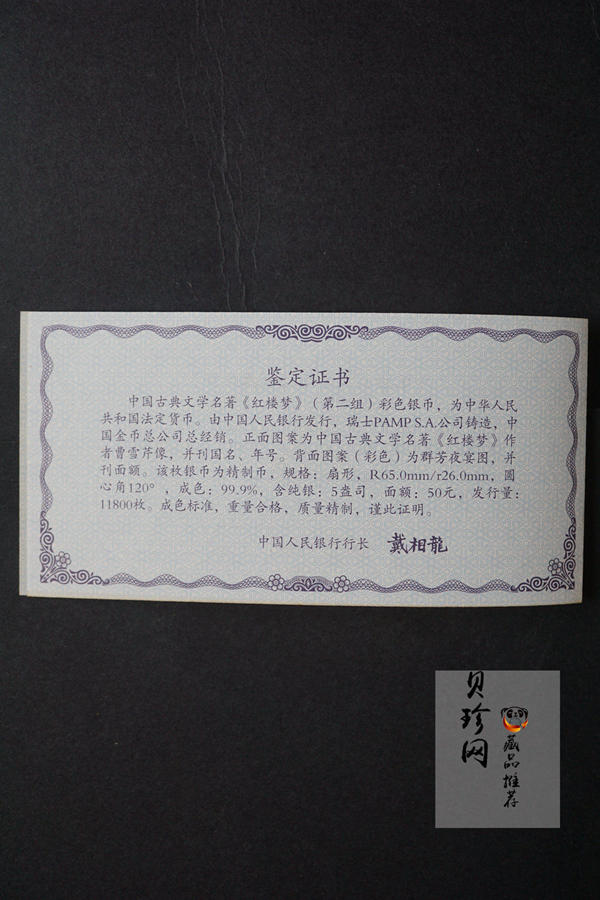 鉴定证书
中国古典文学名著《红楼梦》（第二组）彩色银币，为中华人民
共和国法定货币。由中国人民银行发行，瑞士PAMP S.A.公司铸造，中
国金币总公司总经销。正面图案为中国古典文学名著《红楼梦》作
者曹雪芹像，并刊国名、年号。背面图案（彩色）为群芳夜宴图，并
刊面额。该枚银币为精制币，规格：扇形，R65.0mm/r26.0mm，圆
心角120°，成色：99.9%，含纯银：5盎司，面额：50元，发行量：
11800枚。成色标准，重量合格，质量精制，谨此证明。
中国人民银行行长 戴相龍
贝珍网
藏品推荐